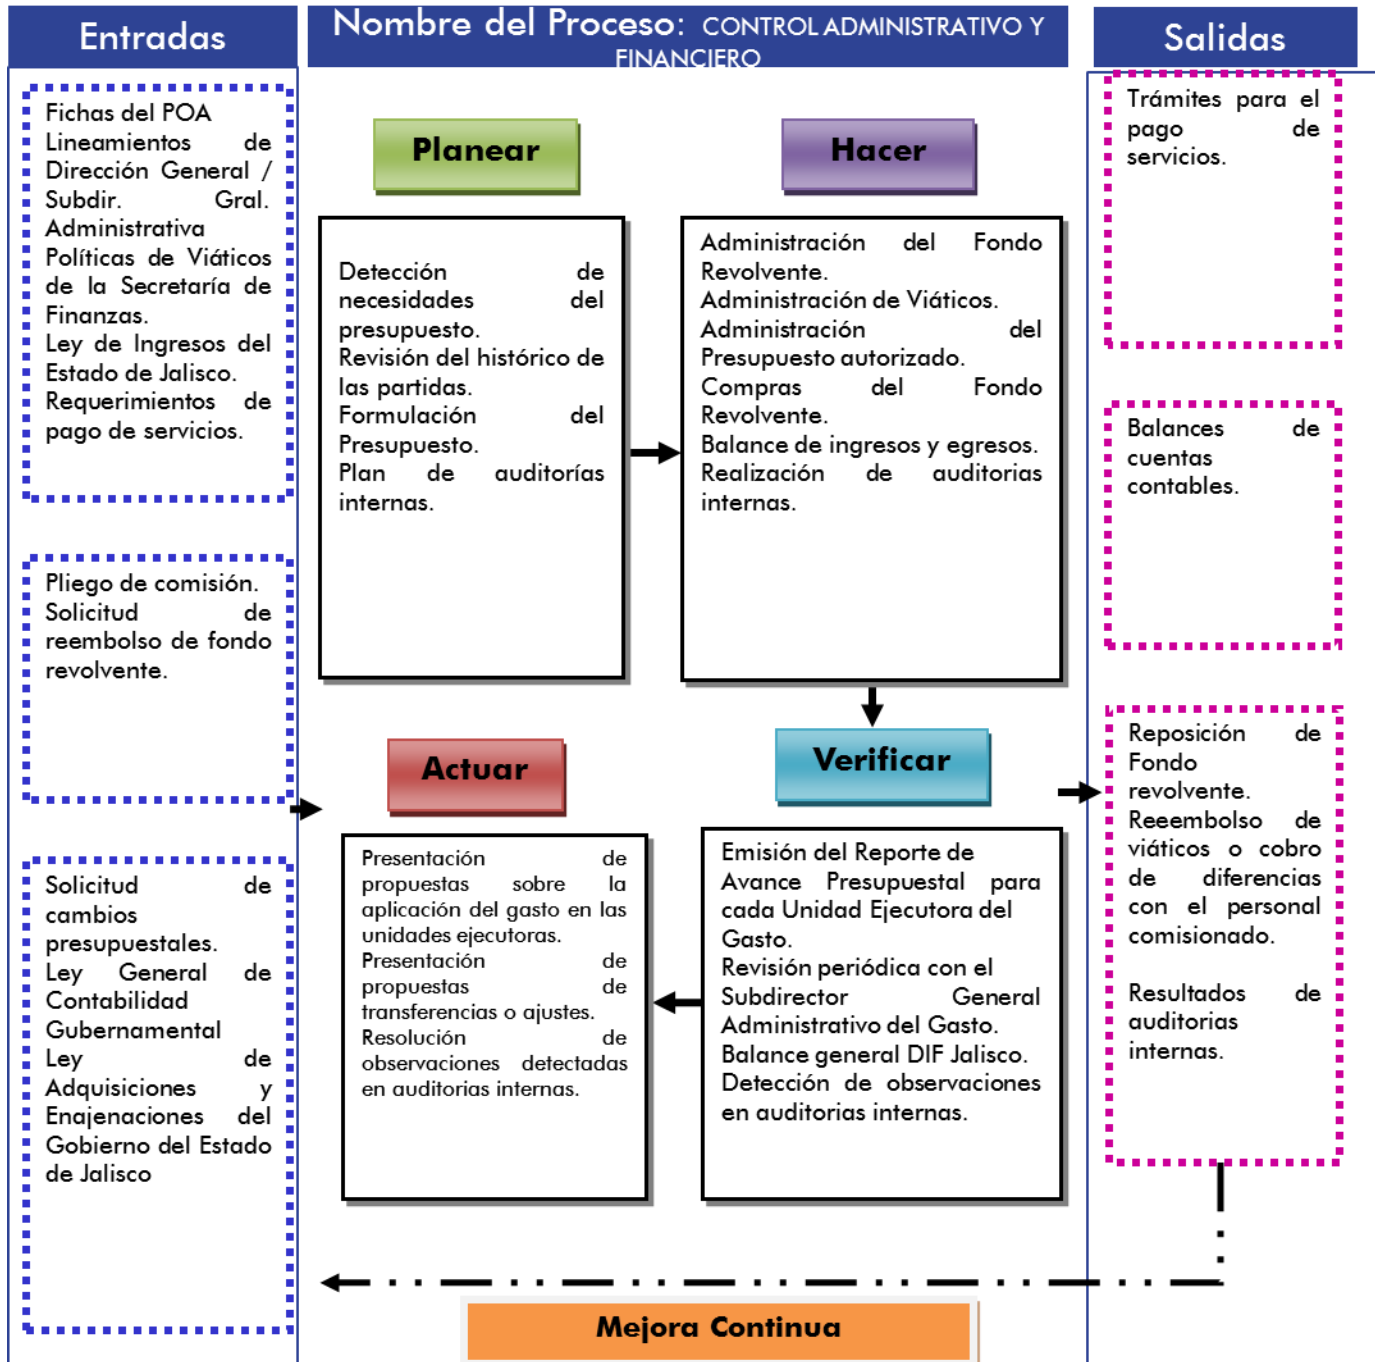 Entradas
Fichas del POA
Lineamientos de
Dirección General /
Subdir. Gral.
Administrativa
Políticas de Viáticos
de la Secretaría de
Finanzas.
Ley de Ingresos del
Estado de Jalisco.
Requerimientos de
pago de servicios.
Pliego de comisión.
Solicitud de
reembolso de fondo
revolvente.
Solicitud de
cambios
presupuestales.
Ley General de
Contabilidad
Gubernamental
Ley de
Adquisiciones y
Enajenaciones del
Gobierno del Estado
de Jalisco
Nombre del Proceso: CONTROL ADMINISTRATIVO Y
FINANCIERO
Planear
Detección de
necesidades del
presupuesto.
Revisión del histórico de
las partidas.
Formulación del
Presupuesto.
Plan de auditorías
internas.
Hacer
Administración del Fondo
Revolvente.
Administración de Viáticos.
Administración del
Presupuesto autorizado.
Compras del Fondo
Revolvente.
Balance de ingresos y egresos.
Realización de auditorias
internas.
Verificar
Emisión del Reporte de
Avance Presupuestal para
cada Unidad Ejecutora del
Gasto.
Revisión periódica con el
Subdirector General
Administrativo del Gasto.
Balance general DIF Jalisco.
Detección de observaciones
en auditorias internas.
Actuar
Presentación de
propuestas sobre la
aplicación del gasto en las
unidades ejecutoras.
Presentación de
propuestas de
transferencias o ajustes.
Resolución de
observaciones detectadas
en auditorias internas.
Salidas
Trámites para el
pago de
servicios.
Balances de
cuentas
contables.
Reposición de
Fondo
revolvente.
Reeembolso de
viáticos o cobro
de diferencias
con el personal
comisionado.
Resultados de
auditorias
internas.
Mejora Continua